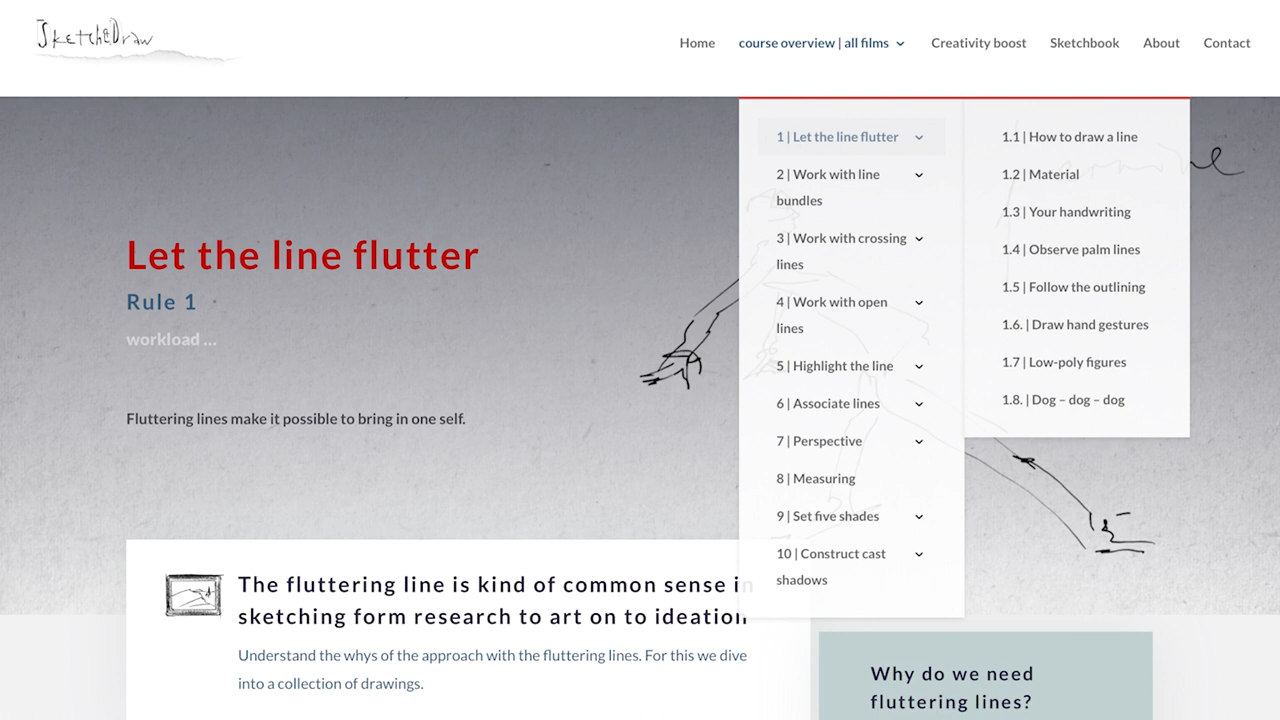 Sketch&Draw
Home
course overview | all films
Creativity boost
Sketchbook
About
Contact
1 | Let the line flutter
2 | Work with line
bundles
3 | Work with crossing
lines
4 | Work with open
lines
5 | Highlight the line
6 | Associate lines
7 | Perspective
8 | Measuring
9 | Set five shades
10 | Construct cast
shadows
1.1 | How to draw a line
1.2 | Material
1.3 | Your handwriting
1.4 | Observe palm lines
1.5 | Follow the outlining
1.6. | Draw hand gestures
1.7 | Low-poly figures
1.8. | Dog – dog – dog
Let the line flutter
Rule 1
workload ...
Fluttering lines make it possible to bring in one self.
The fluttering line is kind of common sense in
sketching form research to art on to ideation
Understand the whys of the approach with the fluttering lines. For this we dive
into a collection of drawings.
Why do we need
fluttering lines?